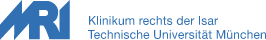 MRI
Klinikum rechts der Isar
Technische Universität München